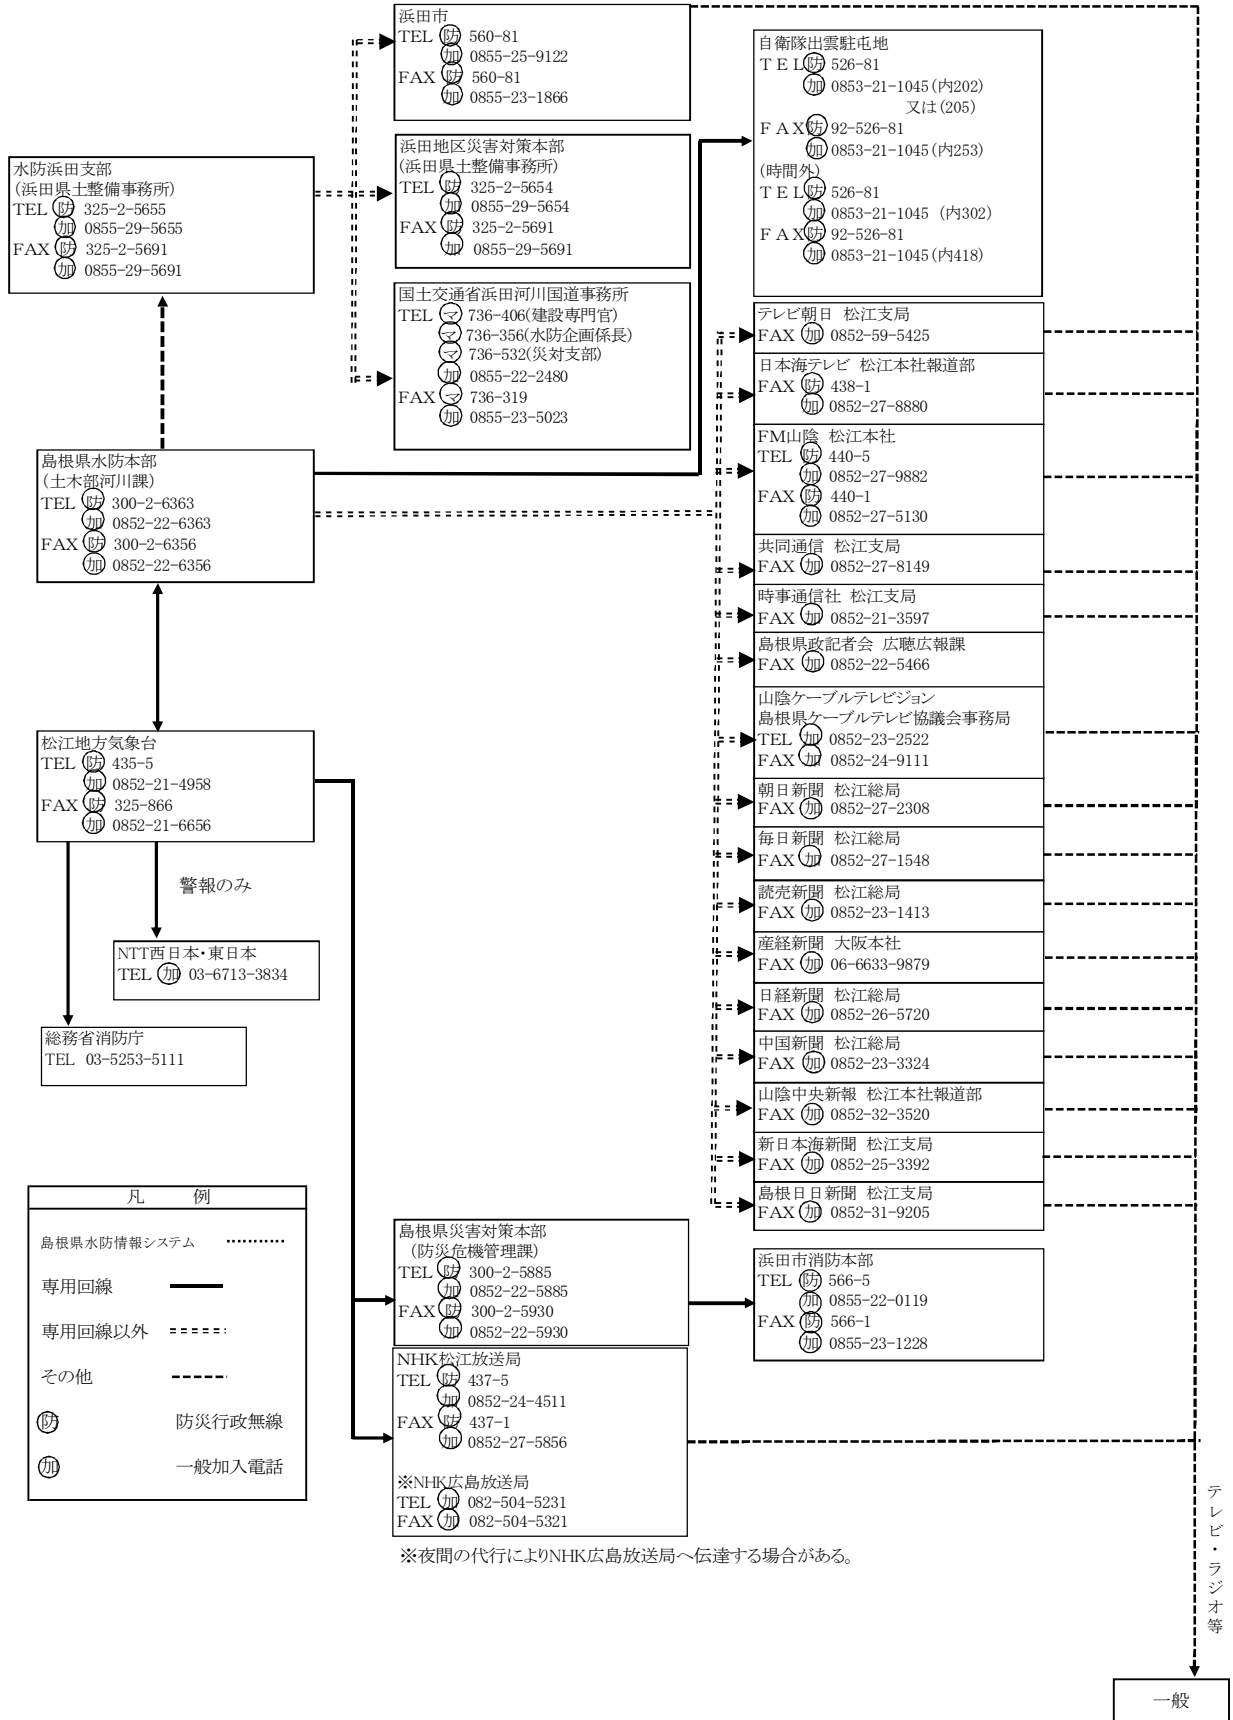 浜田市
TEL 防 560-81
加 0855-25-9122
FAX 防 560-81
加 0855-23-1866
自衛隊出雲駐屯地
ＴＥＬ防 526-81
加 0853-21-1045(内202)
又は(205)
ＦＡＸ防 92-526-81
加 0853-21-1045(内253)
(時間外)
ＴＥＬ防 526-81
加 0853-21-1045 (内302)
ＦＡＸ防 92-526-81
加 0853-21-1045(内418)
浜田地区災害対策本部
(浜田県土整備事務所)
TEL 防 325-2-5654
加 0855-29-5654
FAX 防 325-2-5691
加 0855-29-5691
水防浜田支部
(浜田県土整備事務所)
TEL 防 325-2-5655
加 0855-29-5655
FAX 防 325-2-5691
加 0855-29-5691
国土交通省浜田河川国道事務所
TEL マ 736-406(建設専門官)
マ 736-356(水防企画係長)
マ 736-532(災対支部)
加 0855-22-2480
FAX マ 736-319
加 0855-23-5023
島根県水防本部
(土木部河川課)
TEL 防 300-2-6363
加 0852-22-6363
FAX 防 300-2-6356
加 0852-22-6356
テレビ朝日 松江支局
FAX 加 0852-59-5425
日本海テレビ 松江本社報道部
FAX 防 438-1
加 0852-27-8880
FM山陰 松江本社
TEL 防 440-5
加 0852-27-9882
FAX 防 440-1
加 0852-27-5130
共同通信 松江支局
FAX 加 0852-27-8149
時事通信社 松江支局
FAX 加 0852-21-3597
島根県政記者会 広聴広報課
FAX 加 0852-22-5466
山陰ケーブルテレビジョン
島根県ケーブルテレビ協議会事務局
TEL 加 0852-23-2522
FAX 加 0852-24-9111
朝日新聞 松江総局
FAX 加 0852-27-2308
毎日新聞 松江総局
FAX 加 0852-27-1548
読売新聞 松江総局
FAX 加 0852-23-1413
産経新聞 大阪本社
FAX 加 06-6633-9879
日経新聞 松江総局
FAX 加 0852-26-5720
中国新聞 松江総局
FAX 加 0852-23-3324
山陰中央新報 松江本社報道部
FAX 加 0852-32-3520
新日本海新聞 松江支局
FAX 加 0852-25-3392
島根日日新聞 松江支局
FAX 加 0852-31-9205
松江地方気象台
TEL 防 435-5
加 0852-21-4958
FAX 防 325-866
加 0852-21-6656
警報のみ
NTT西日本・東日本
TEL 加 03-6713-3834
総務省消防庁
TEL 03-5253-5111
凡 例
島根県水防情報システム
専用回線
専用回線以外
その他
防 防災行政無線
加 一般加入電話
島根県災害対策本部
(防災危機管理課)
TEL 防 300-2-5885
加 0852-22-5885
FAX 防 300-2-5930
加 0852-22-5930
浜田市消防本部
TEL 防 566-5
加 0855-22-0119
FAX 防 566-1
加 0855-23-1228
NHK松江放送局
TEL 防 437-5
加 0852-24-4511
FAX 防 437-1
加 0852-27-5856
※NHK広島放送局
TEL 加 082-504-5231
FAX 加 082-504-5321
※夜間の代行によりNHK広島放送局へ伝達する場合がある。
テレビ・ラジオ等
一般